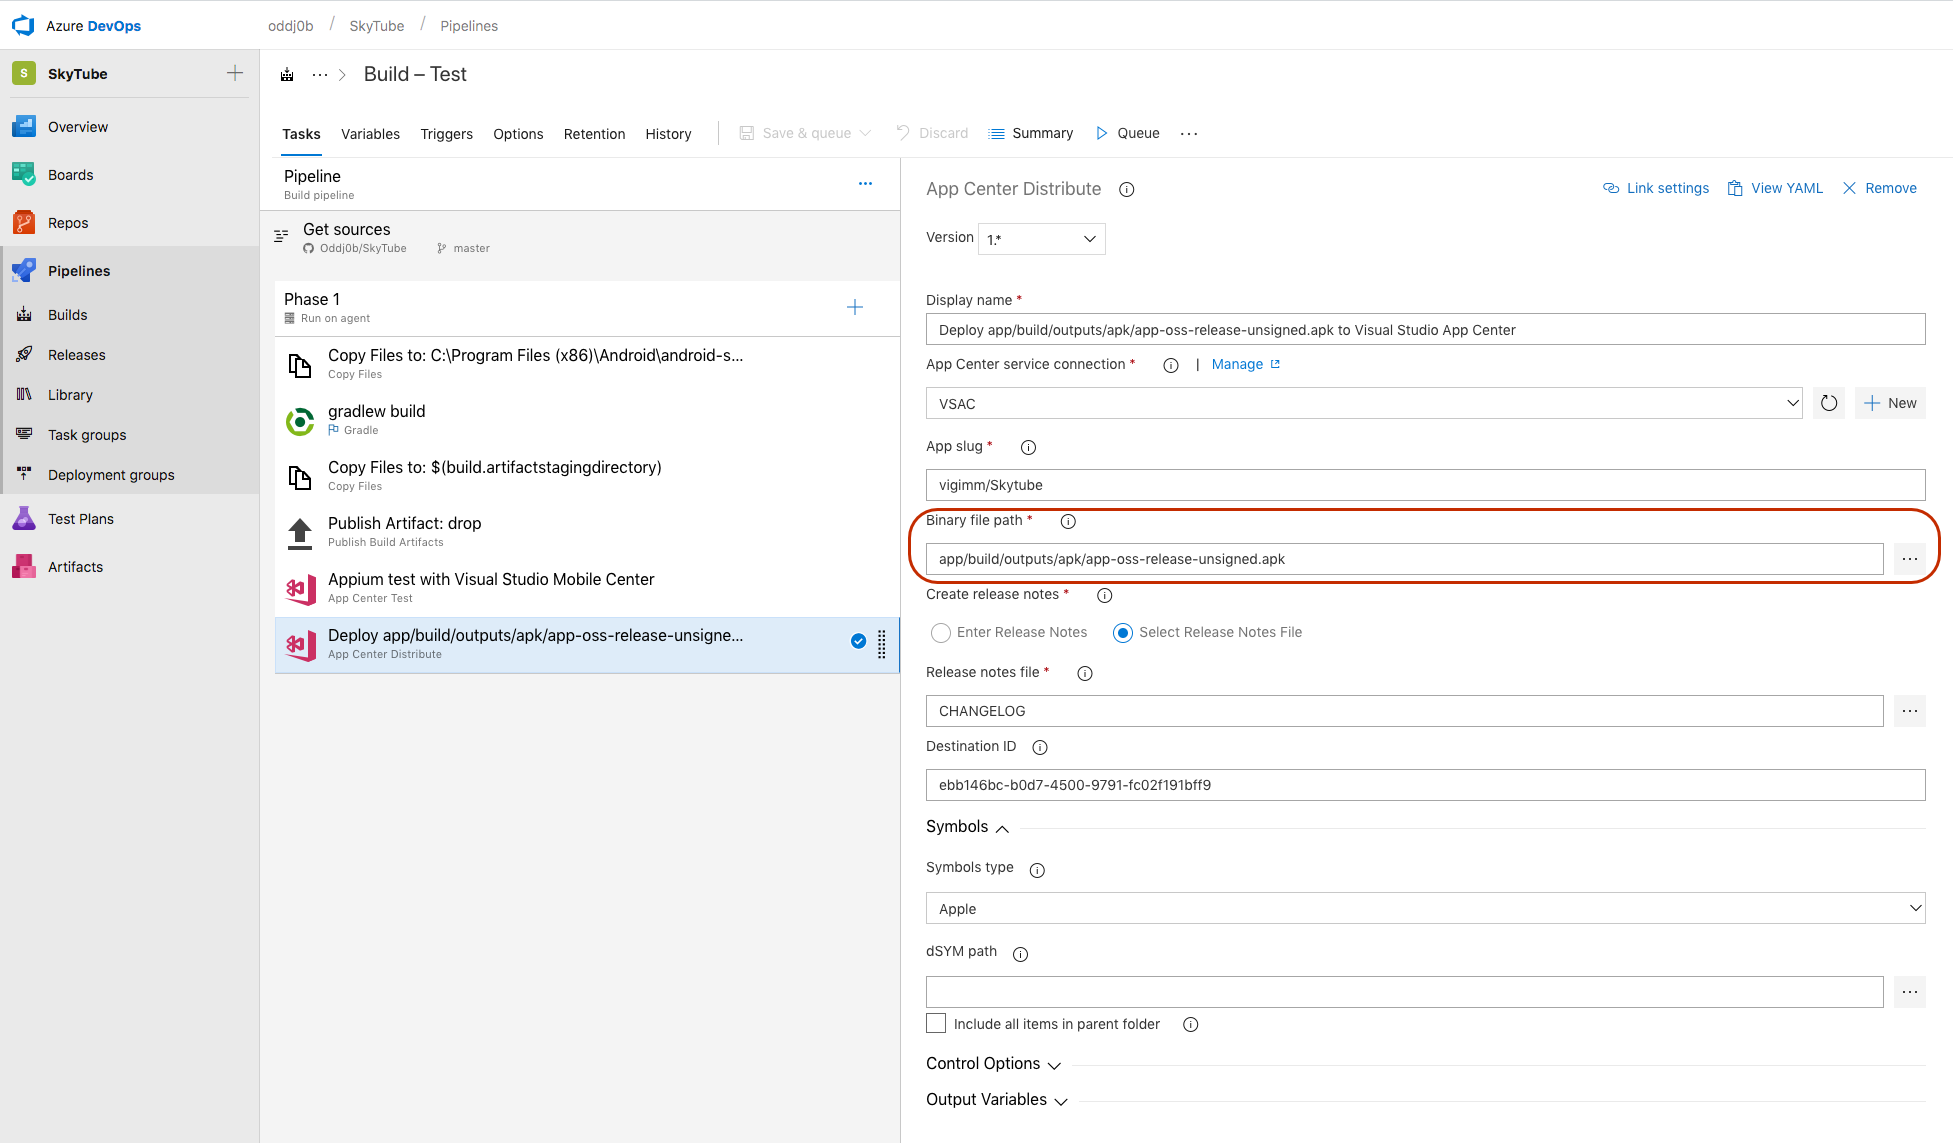 Azure DevOps
oddj0b / SkyTube / Pipelines
S SkyTube
Overview
Boards
Repos
Pipelines
Builds
Releases
Library
Task groups
Deployment groups
Test Plans
Artifacts
... > Build – Test
Tasks Variables Triggers Options Retention History Save & queue Discard Summary Queue ...
Pipeline
Build pipeline
...
Get sources
Oddj0b/SkyTube master
Phase 1
Run on agent
Copy Files to: C:\Program Files (x86)\Android\android-s...
Copy Files
gradlew build
Gradle
Copy Files to: $(build.artifactstagingdirectory)
Copy Files
Publish Artifact: drop
Publish Build Artifacts
Appium test with Visual Studio Mobile Center
App Center Test
Deploy app/build/outputs/apk/app-oss-release-unsigne...
App Center Distribute
App Center Distribute
Link settings View YAML Remove
Version 1.*
Display name *
Deploy app/build/outputs/apk/app-oss-release-unsigned.apk to Visual Studio App Center
App Center service connection * | Manage
VSAC
New
App slug *
vigimm/Skytube
Binary file path *
app/build/outputs/apk/app-oss-release-unsigned.apk
...
Create release notes *
Enter Release Notes Select Release Notes File
Release notes file *
CHANGELOG
...
Destination ID
ebb146bc-b0d7-4500-9791-fc02f191bff9
Symbols
Symbols type
Apple
dSYM path
...
Include all items in parent folder
Control Options
Output Variables